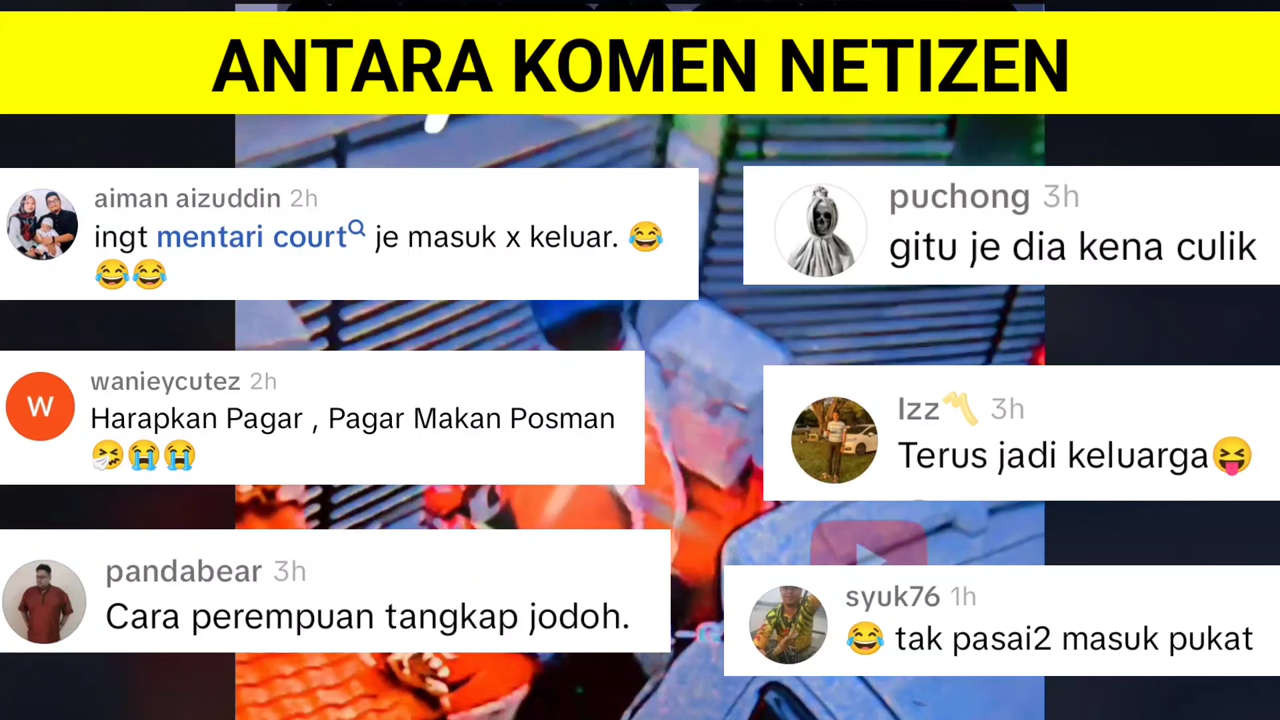 ANTARA KOMEN NETIZEN
aiman aizuddin 2h
ingt mentari court je masuk x keluar. 😂
😂😂
puchong 3h
gitu je dia kena culik
W
wanieycutez 2h
Harapkan Pagar , Pagar Makan Posman
🤧😭😭
Izz〽️ 3h
Terus jadi keluarga😝
pandabear 3h
Cara perempuan tangkap jodoh.
syuk76 1h
😂 tak pasai2 masuk pukat